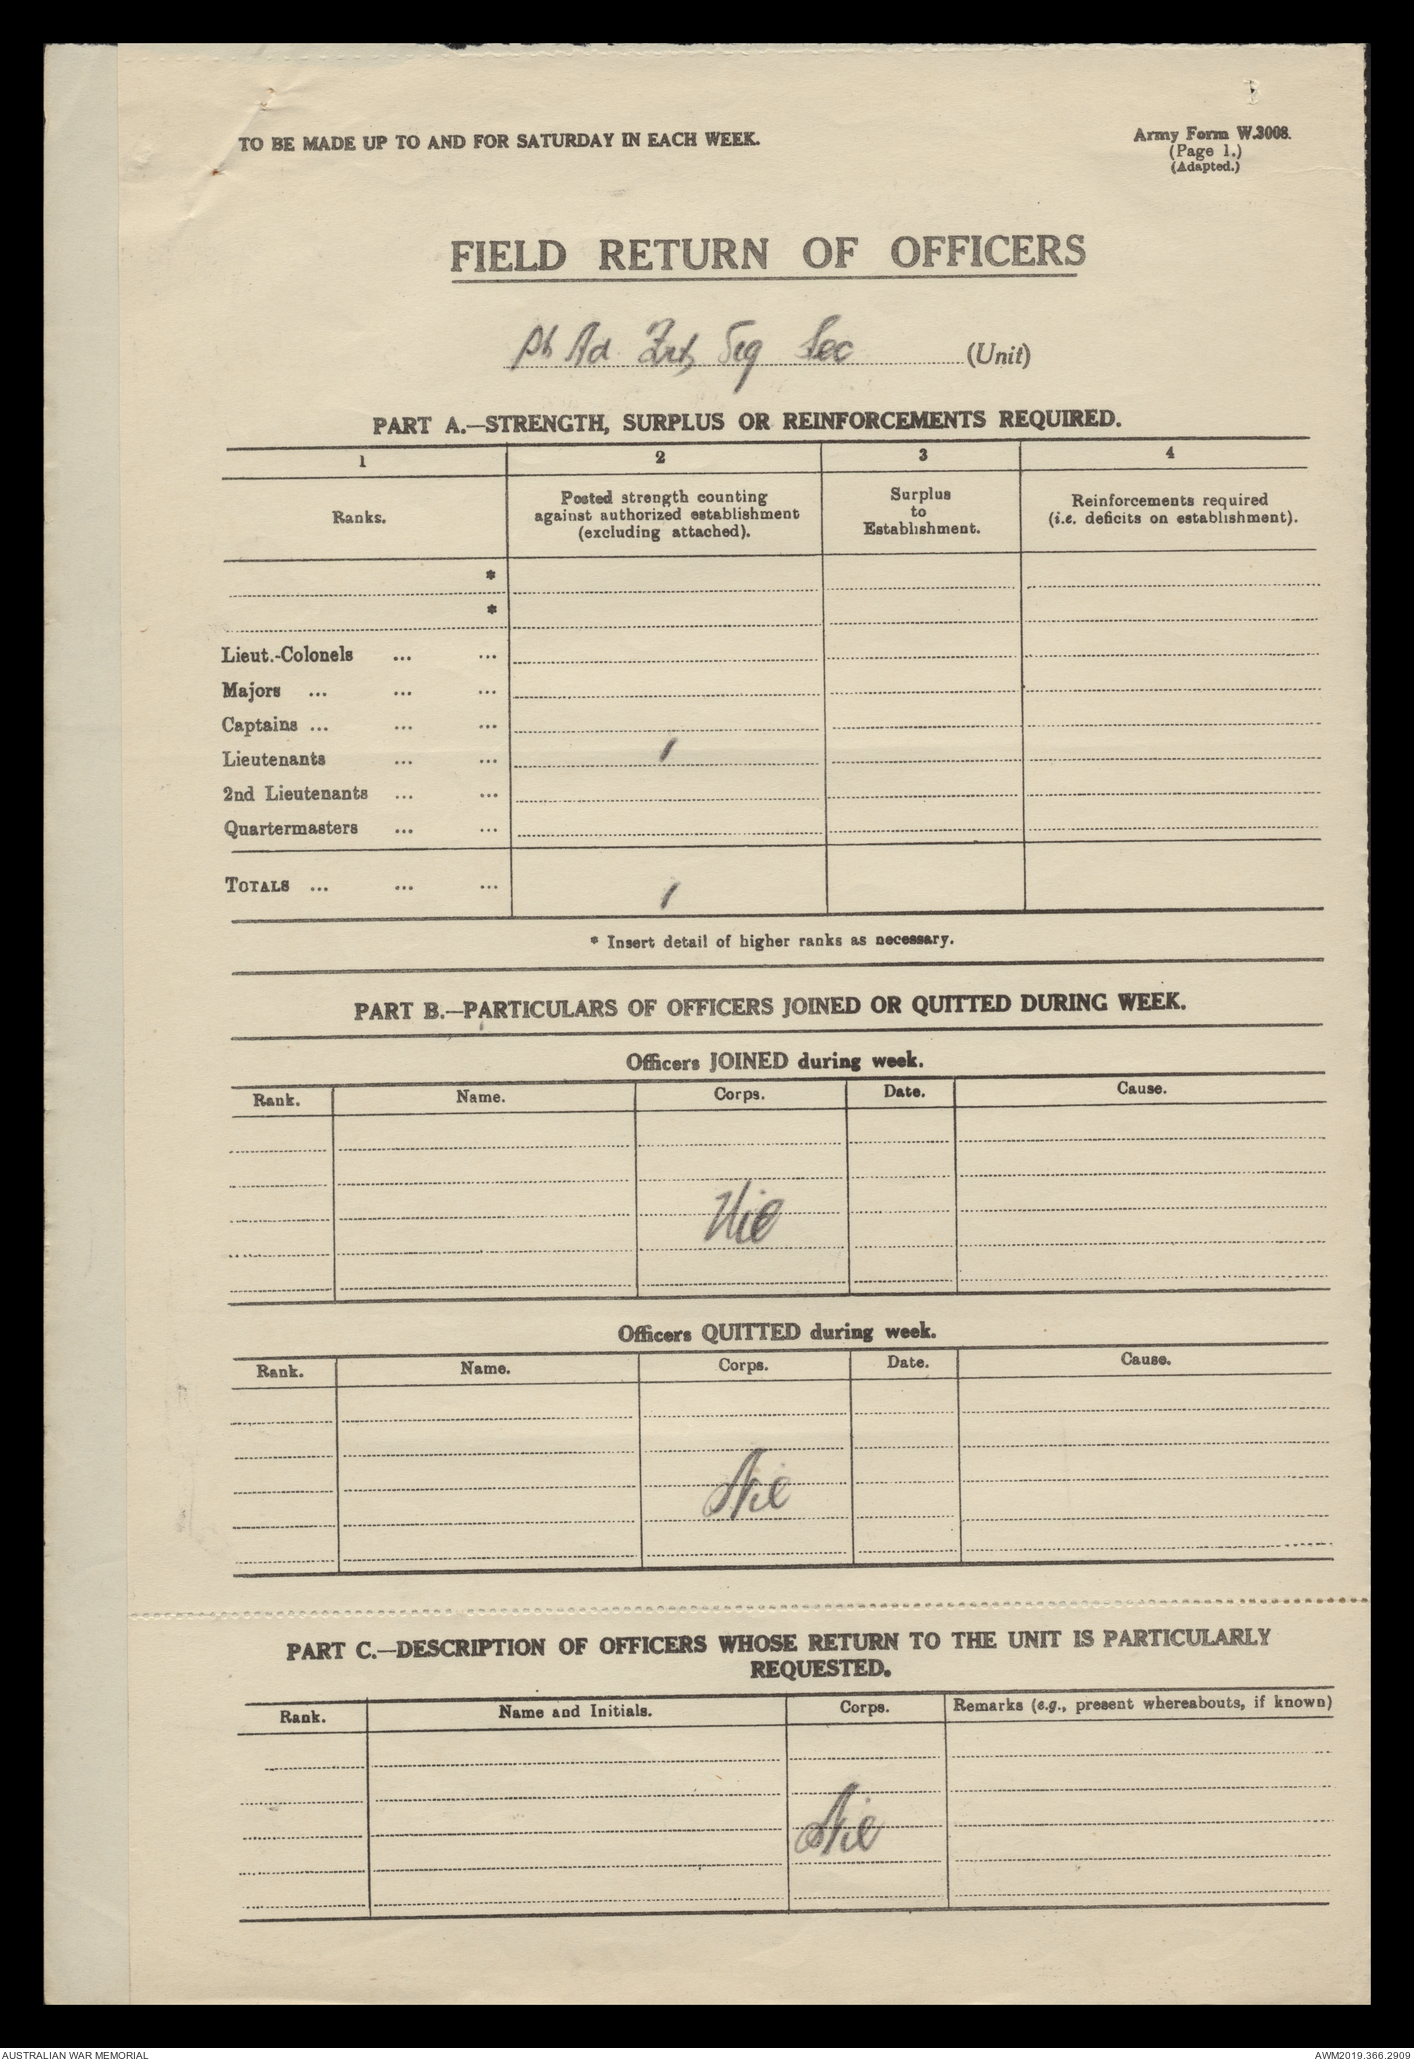 TO BE MADE UP TO AND FOR SATURDAY IN EACH WEEK.
Army Form W.3008.
(Page 1.)
(Adapted.)
FIELD RETURN OF OFFICERS
Ad Sig Sec (Unit)
PART A.—STRENGTH, SURPLUS OR REINFORCEMENTS REQUIRED.
1 2 3 4
Ranks. Posted strength counting against authorized establishment (excluding attached). Surplus to Establishment. Reinforcements required (i.e. deficits on establishment).
*
*
Lieut.-Colonels ... ...
Majors ... ... ...
Captains ... ... ...
Lieutenants ... ... 1
2nd Lieutenants ... ...
Quartermasters ... ...
TOTALS ... ... ... 1
* Insert detail of higher ranks as necessary.
PART B.—PARTICULARS OF OFFICERS JOINED OR QUITTED DURING WEEK.
Officers JOINED during week.
Rank. Name. Corps. Date. Cause.
Nil
Officers QUITTED during week.
Rank. Name. Corps. Date. Cause.
Nil
PART C.—DESCRIPTION OF OFFICERS WHOSE RETURN TO THE UNIT IS PARTICULARLY
REQUESTED.
Rank. Name and Initials. Corps. Remarks (e.g., present whereabouts, if known)
Nil
AUSTRALIAN WAR MEMORIAL
AWM2019.366.2909